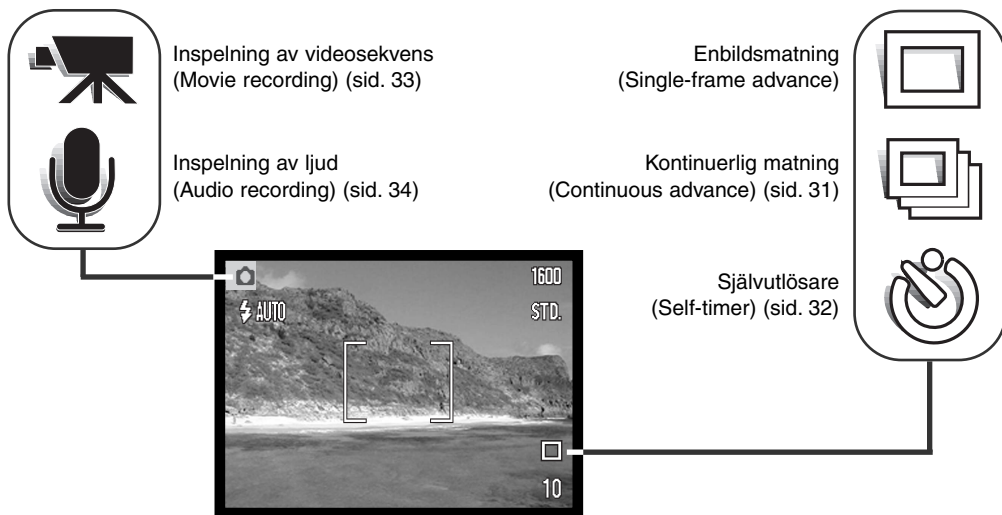 Inspelning av videosekvens
(Movie recording) (sid. 33)
Inspelning av ljud
(Audio recording) (sid. 34)
Enbildsmatning
(Single-frame advance)
Kontinuerlig matning
(Continuous advance) (sid. 31)
Självutlösare
(Self-timer) (sid. 32)
1600
AUTO
STD.
10